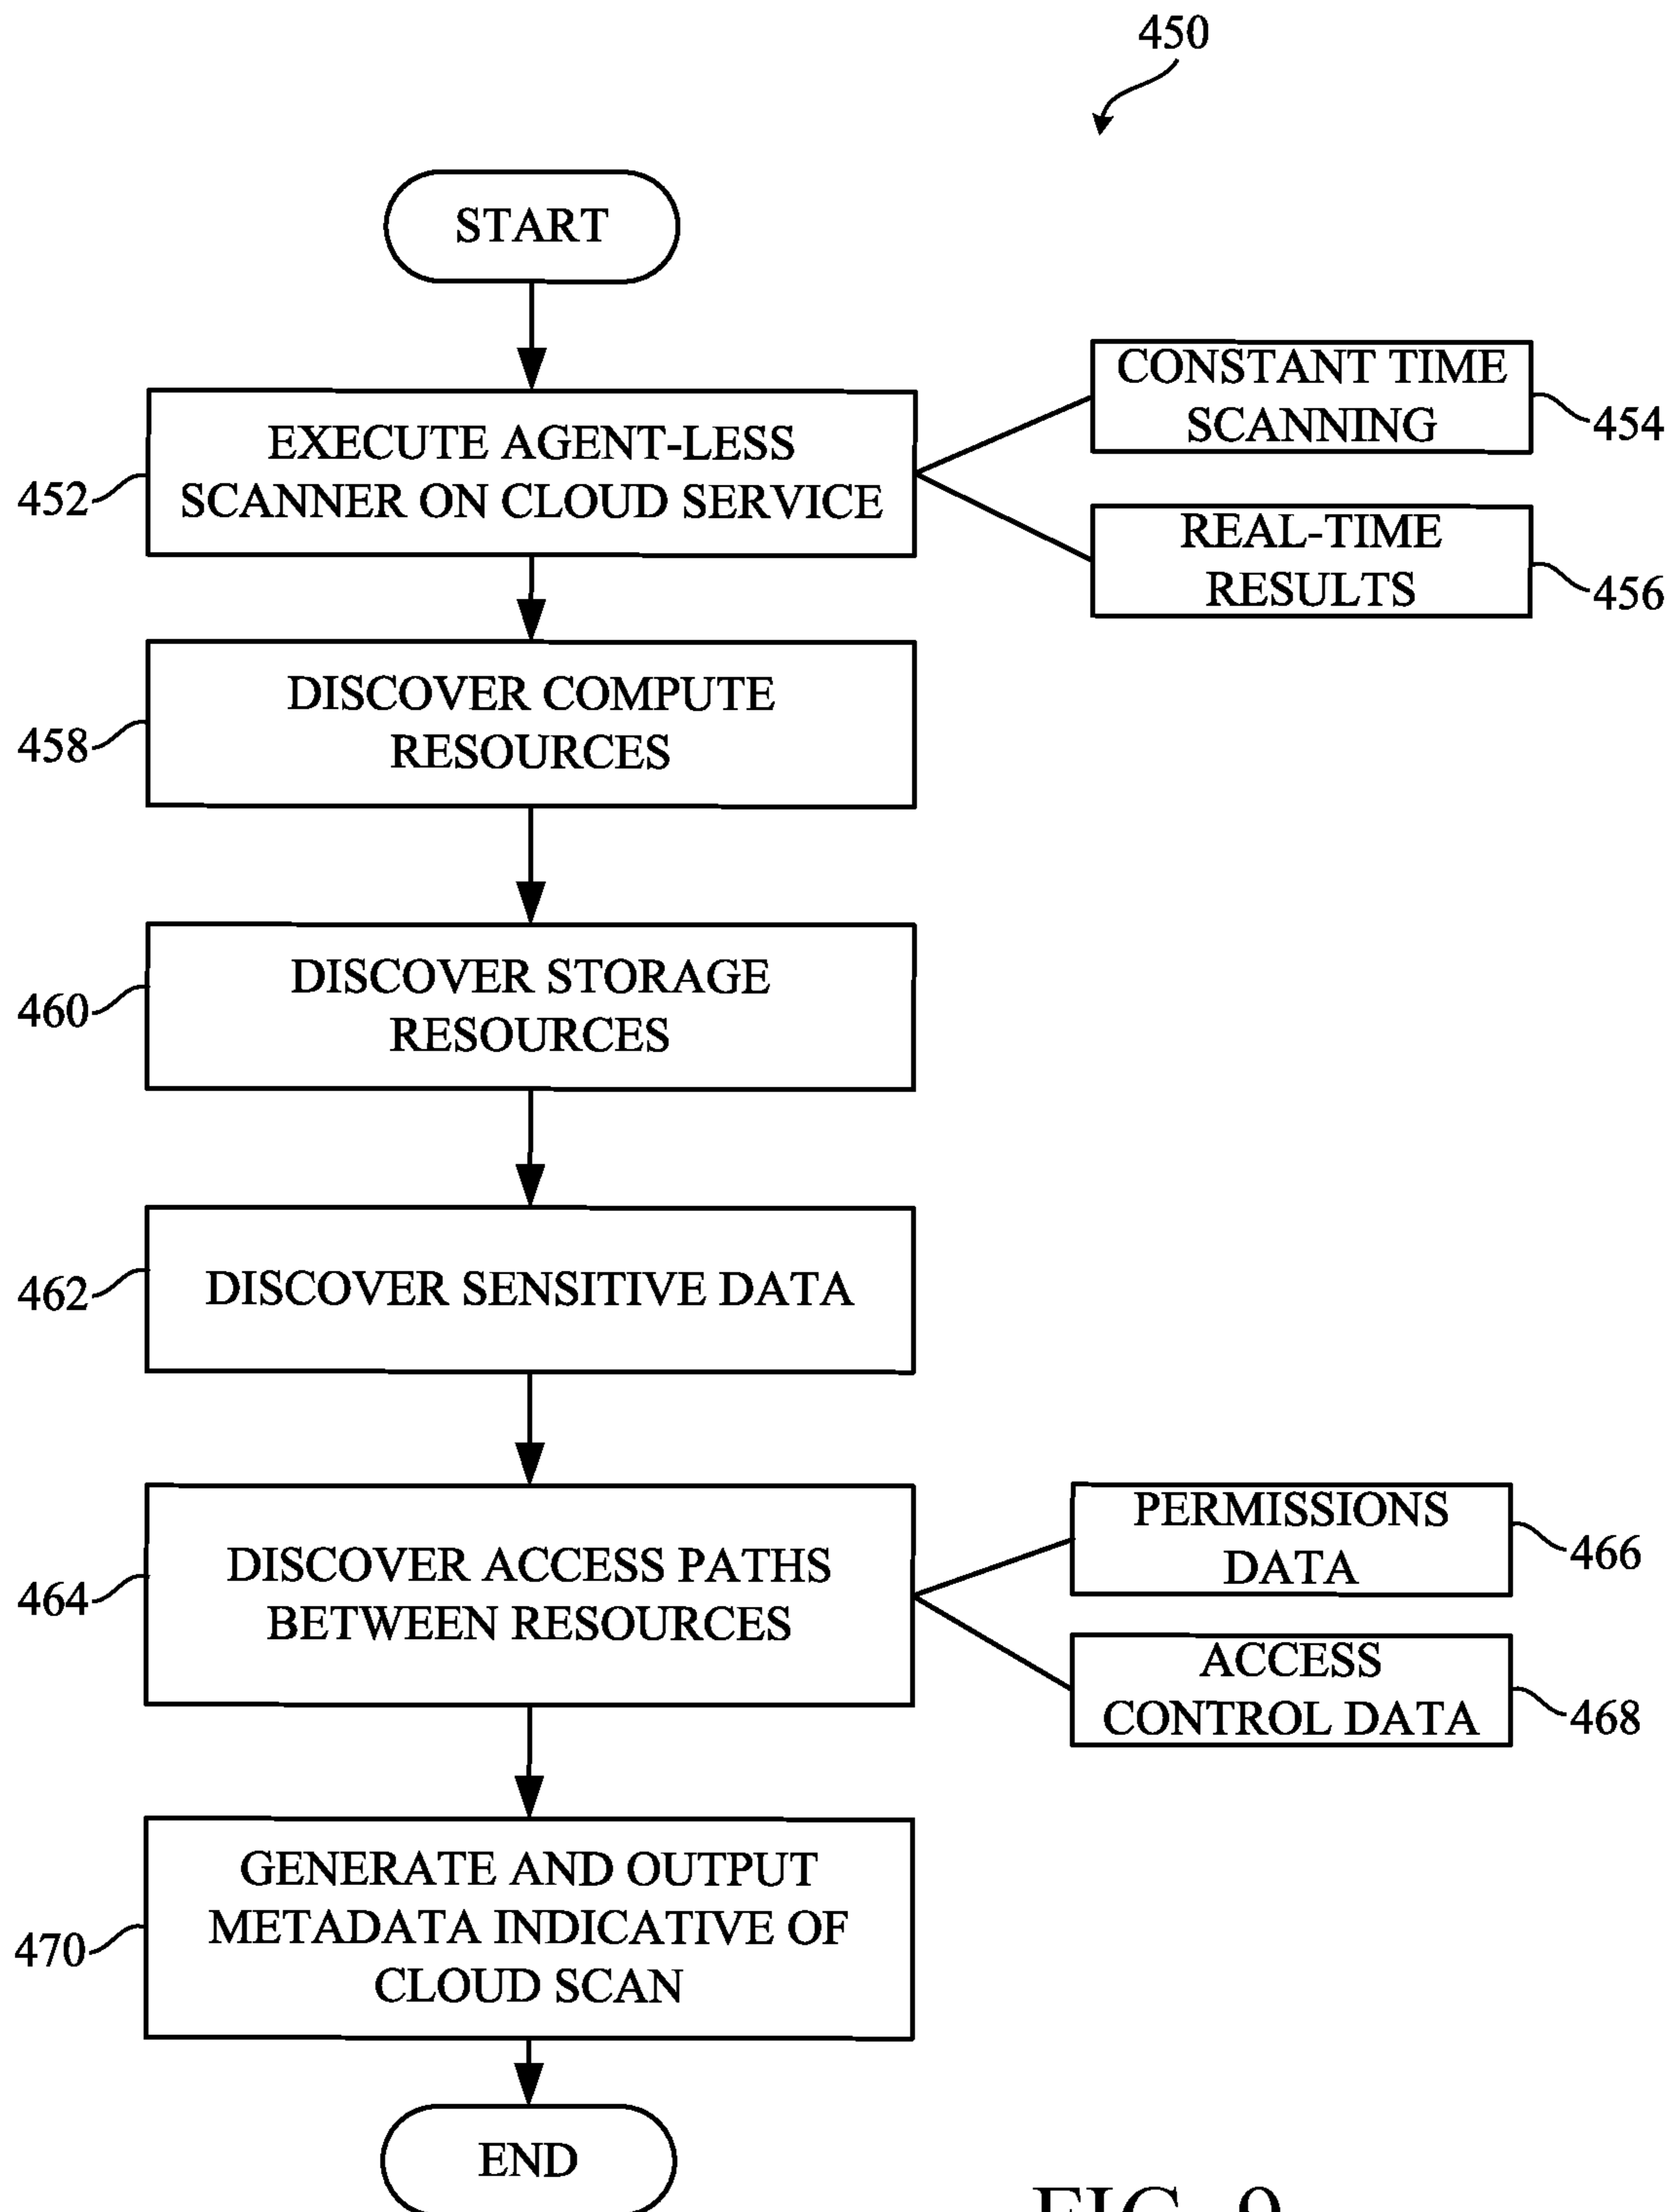 450
START
EXECUTE AGENT-LESS
SCANNER ON CLOUD SERVICE
452
CONSTANT TIME
SCANNING
454
REAL-TIME
RESULTS
456
DISCOVER COMPUTE
RESOURCES
458
DISCOVER STORAGE
RESOURCES
460
DISCOVER SENSITIVE DATA
462
DISCOVER ACCESS PATHS
BETWEEN RESOURCES
464
PERMISSIONS
DATA
466
ACCESS
CONTROL DATA
468
GENERATE AND OUTPUT
METADATA INDICATIVE OF
CLOUD SCAN
470
END
FIG. 9